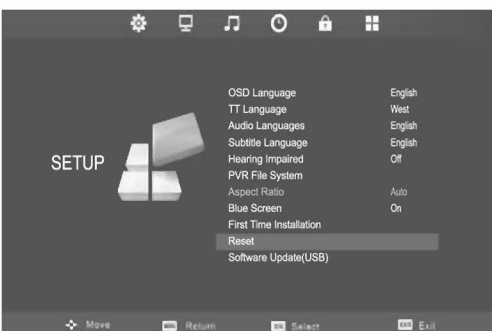 OSD Language English
TT Language West
Audio Languages English
Subtitle Language English
SETUP
Hearing Impaired Off
PVR File System
Aspect Ratio Auto
Blue Screen On
First Time Installation
Reset
Software Update(USB)
Move Return Select EXIT Exit